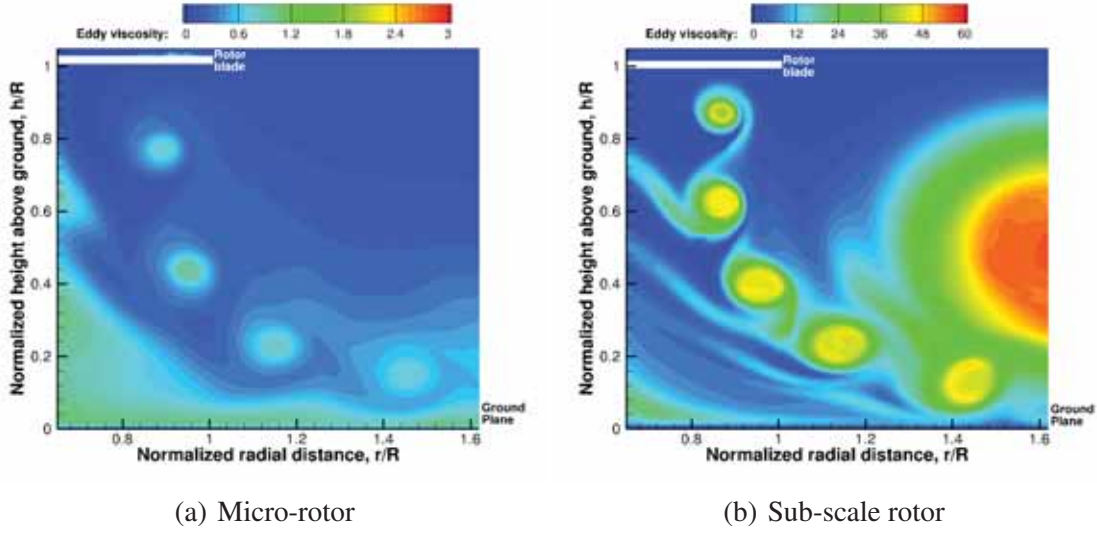 Eddy viscosity: 0 0.6 1.2 1.8 2.4 3
Rotor
blade
Normalized height above ground, h/R
1
0.8
0.6
0.4
0.2
0
0.8 1 1.2 1.4 1.6
Ground
Plane
Normalized radial distance, r/R
(a) Micro-rotor
Eddy viscosity: 0 12 24 36 48 60
Rotor
blade
Normalized height above ground, h/R
1
0.8
0.6
0.4
0.2
0
0.8 1 1.2 1.4 1.6
Ground
Plane
Normalized radial distance, r/R
(b) Sub-scale rotor